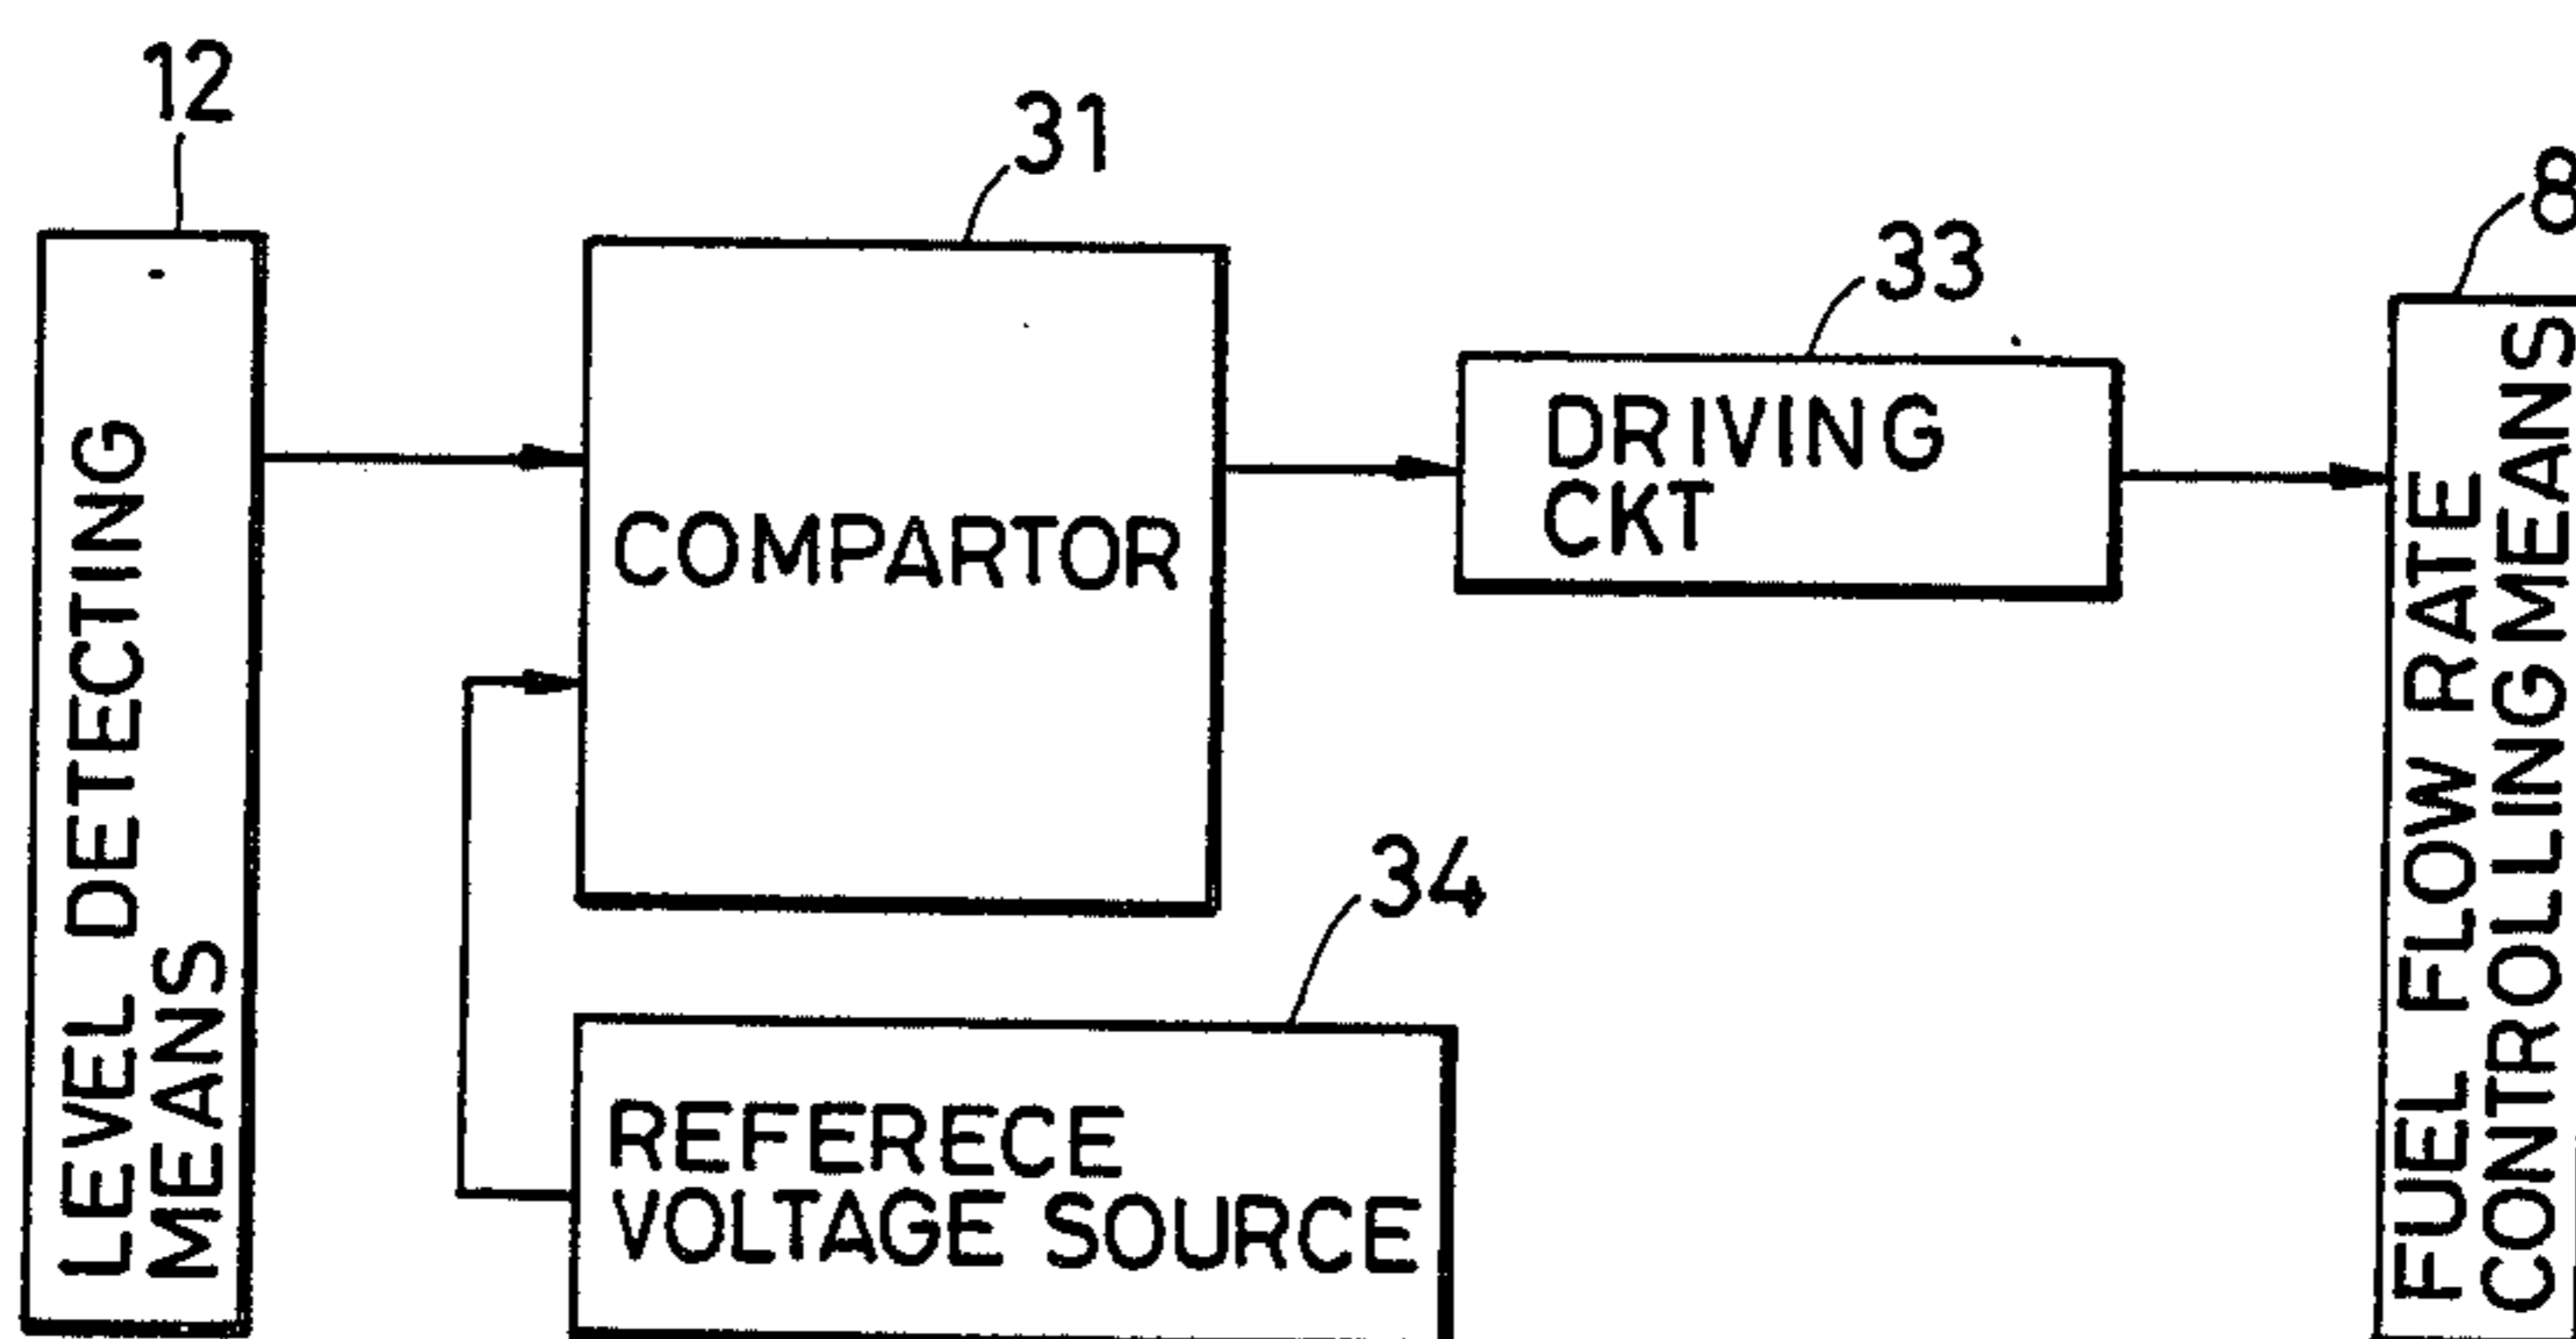 12
LEVEL DETECTING
MEANS
31
COMPARTOR
33
DRIVING
CKT
34
REFERECE
VOLTAGE SOURCE
8
FUEL FLOW RATE
CONTROLLING MEANS